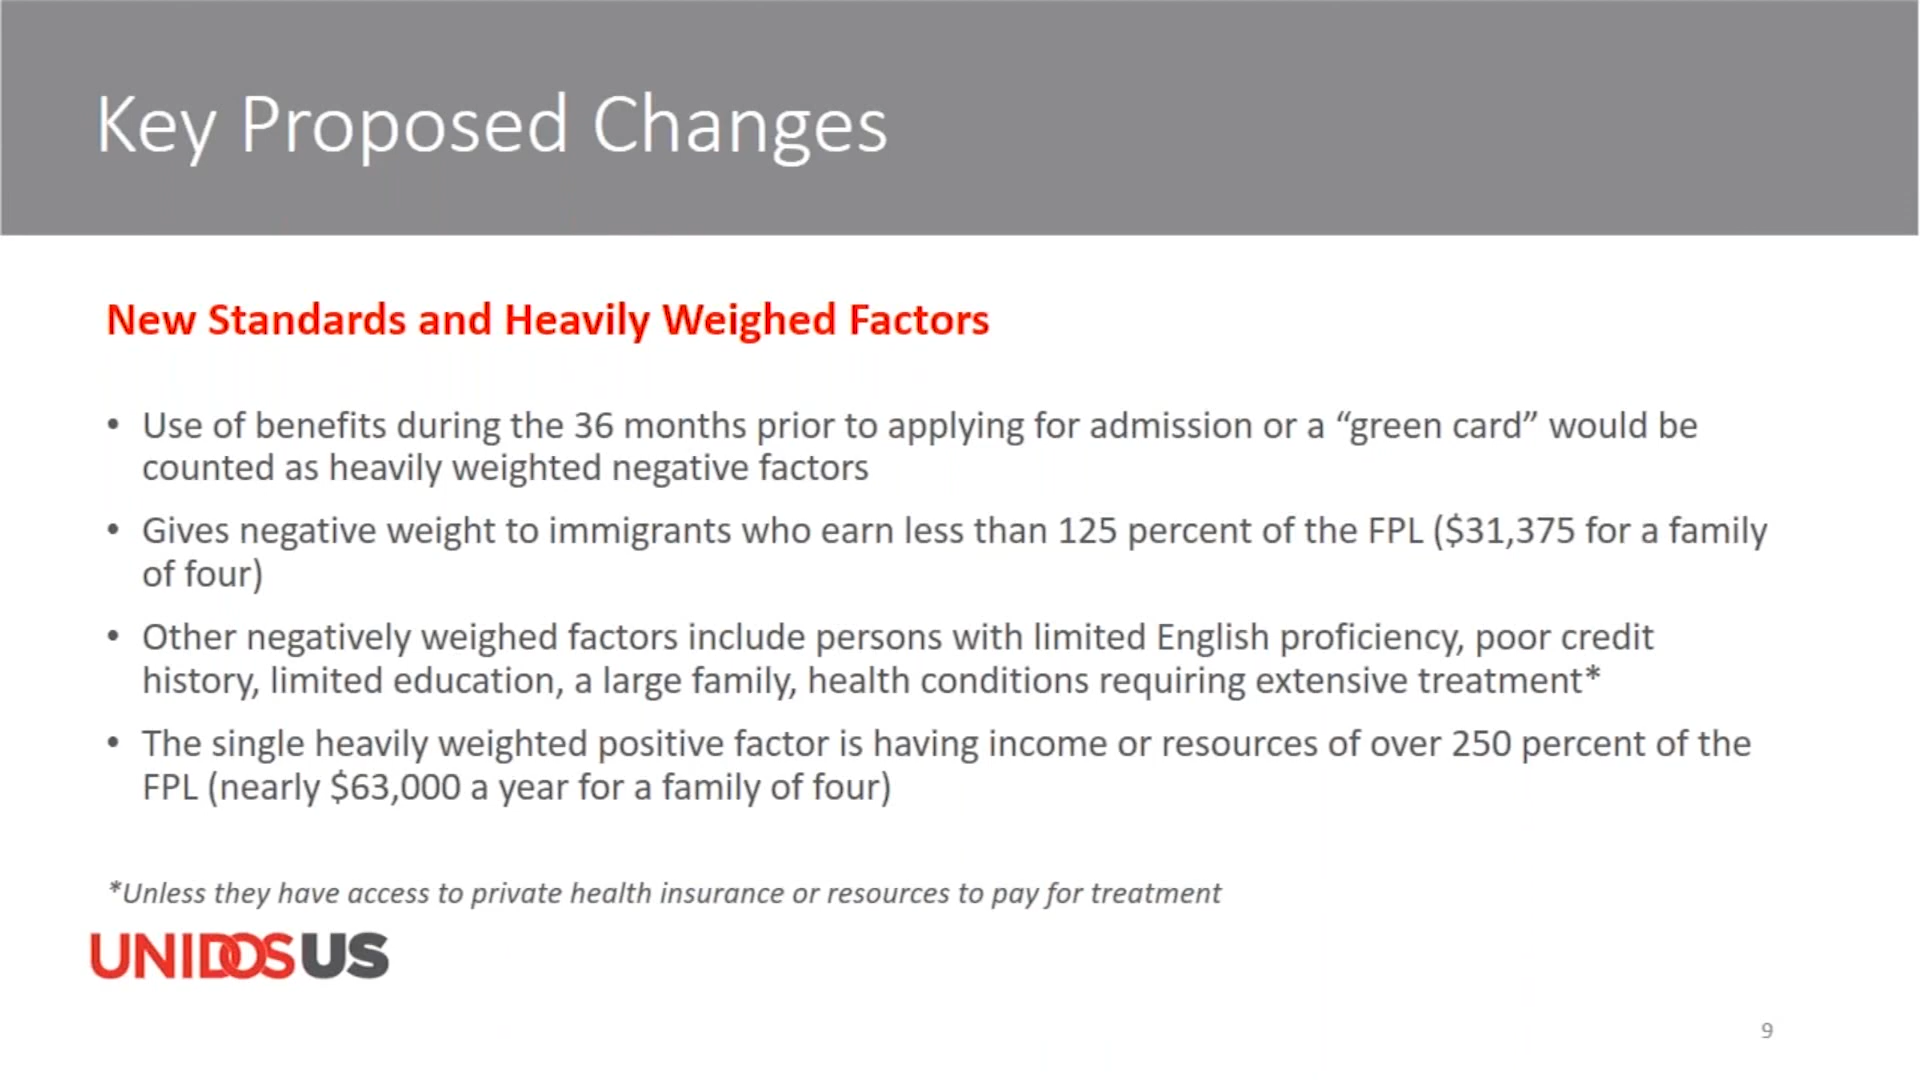 Key Proposed Changes
New Standards and Heavily Weighed Factors
• Use of benefits during the 36 months prior to applying for admission or a “green card” would be
counted as heavily weighted negative factors
• Gives negative weight to immigrants who earn less than 125 percent of the FPL ($31,375 for a family
of four)
• Other negatively weighed factors include persons with limited English proficiency, poor credit
history, limited education, a large family, health conditions requiring extensive treatment*
• The single heavily weighted positive factor is having income or resources of over 250 percent of the
FPL (nearly $63,000 a year for a family of four)
*Unless they have access to private health insurance or resources to pay for treatment
UNIDOSUS
9